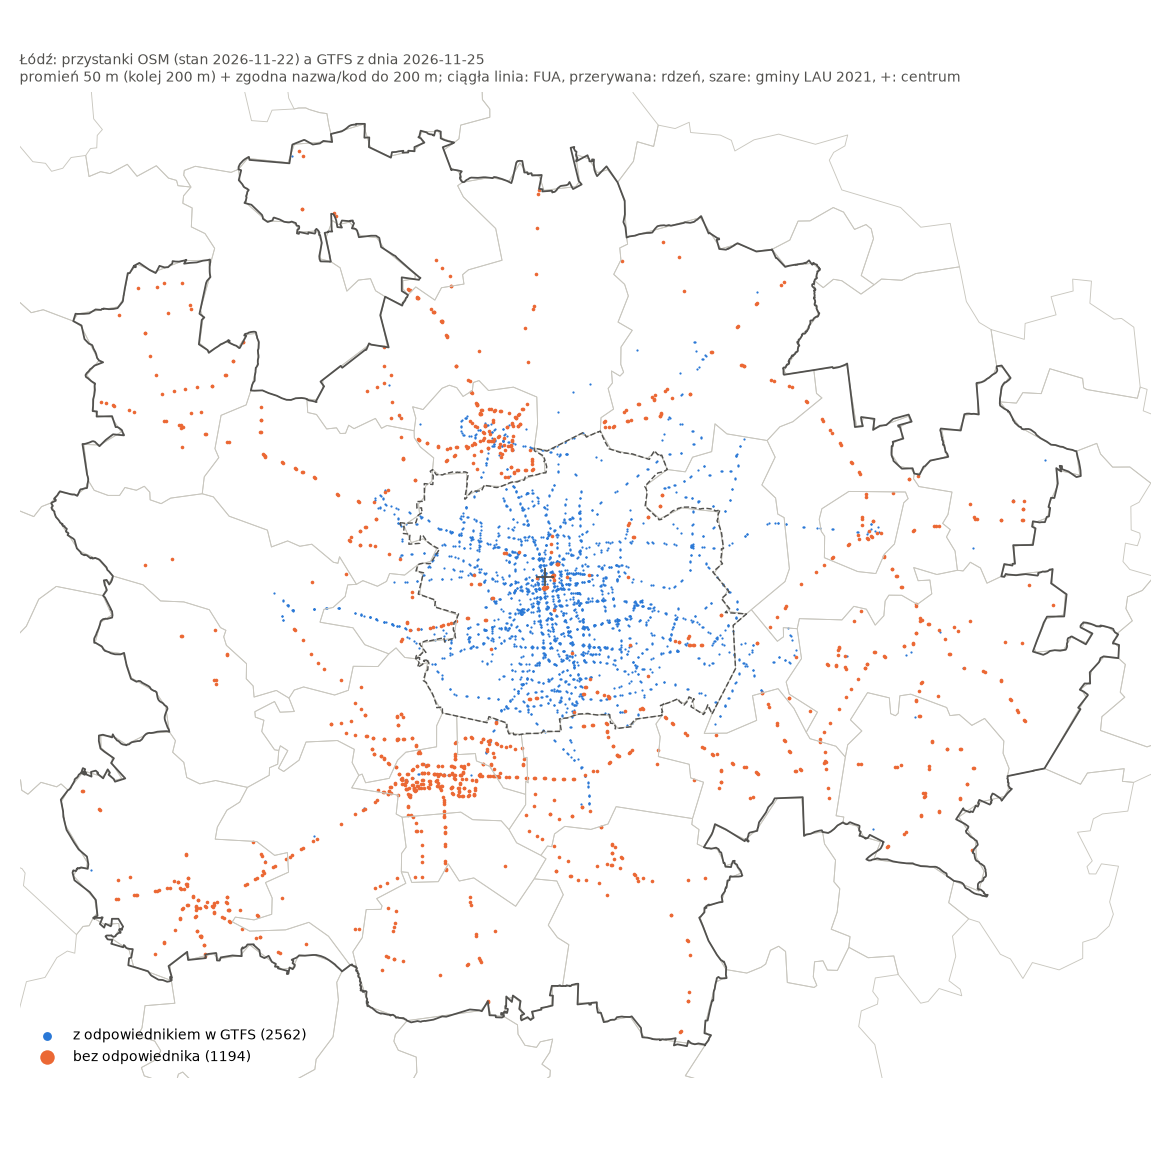 Łódź: przystanki OSM (stan 2026-11-22) a GTFS z dnia 2026-11-25
promień 50 m (kolej 200 m) + zgodna nazwa/kod do 200 m; ciągła linia: FUA, przerywana: rdzeń, szare: gminy LAU 2021, +: centrum
z odpowiednikiem w GTFS (2562)
bez odpowiednika (1194)